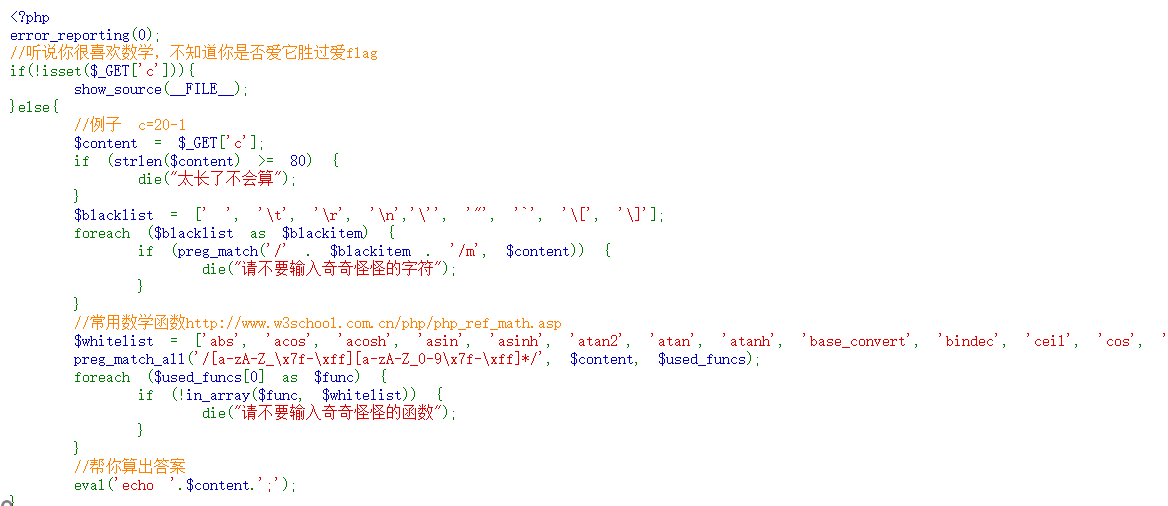 <?php
error_reporting(0);
//听说你很喜欢数学，不知道你是否爱它胜过爱flag
if(!isset($_GET['c'])){
show_source(__FILE__);
}else{
//例子 c=20-1
$content = $_GET['c'];
if (strlen($content) >= 80) {
die("太长了不会算");
}
$blacklist = [' ', '\t', '\r', '\n','\'', '"', '`', '\[', '\]'];
foreach ($blacklist as $blackitem) {
if (preg_match('/' . $blackitem . '/m', $content)) {
die("请不要输入奇奇怪怪的字符");
}
}
//常用数学函数http://www.w3school.com.cn/php/php_ref_math.asp
$whitelist = ['abs', 'acos', 'acosh', 'asin', 'asinh', 'atan2', 'atan', 'atanh', 'base_convert', 'bindec', 'ceil', 'cos', '
preg_match_all('/[a-zA-Z_\x7f-\xff][a-zA-Z_0-9\x7f-\xff]*/', $content, $used_funcs);
foreach ($used_funcs[0] as $func) {
if (!in_array($func, $whitelist)) {
die("请不要输入奇奇怪怪的函数");
}
}
//帮你算出答案
eval('echo '.$content.';');
}